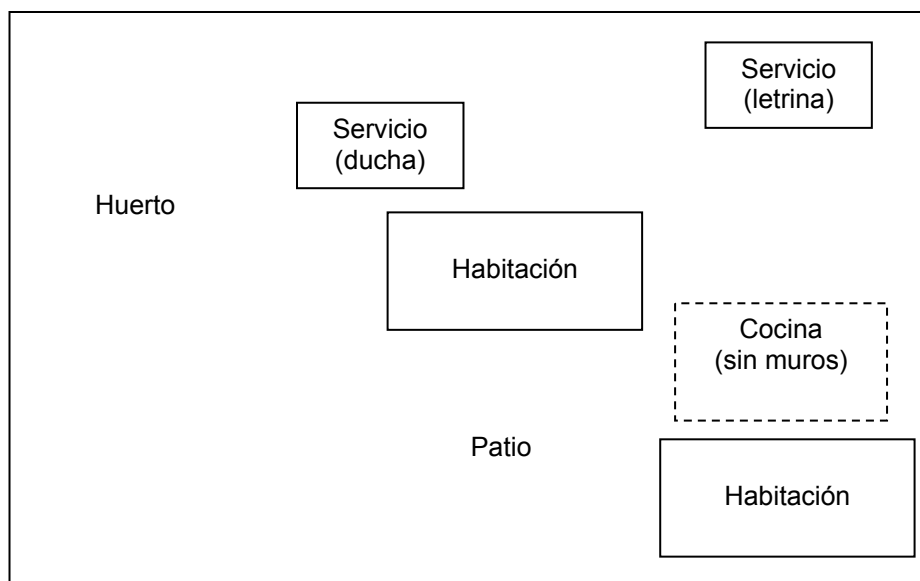 Servicio
(letrina)
Servicio
(ducha)
Huerto
Habitación
Cocina
(sin muros)
Patio
Habitación